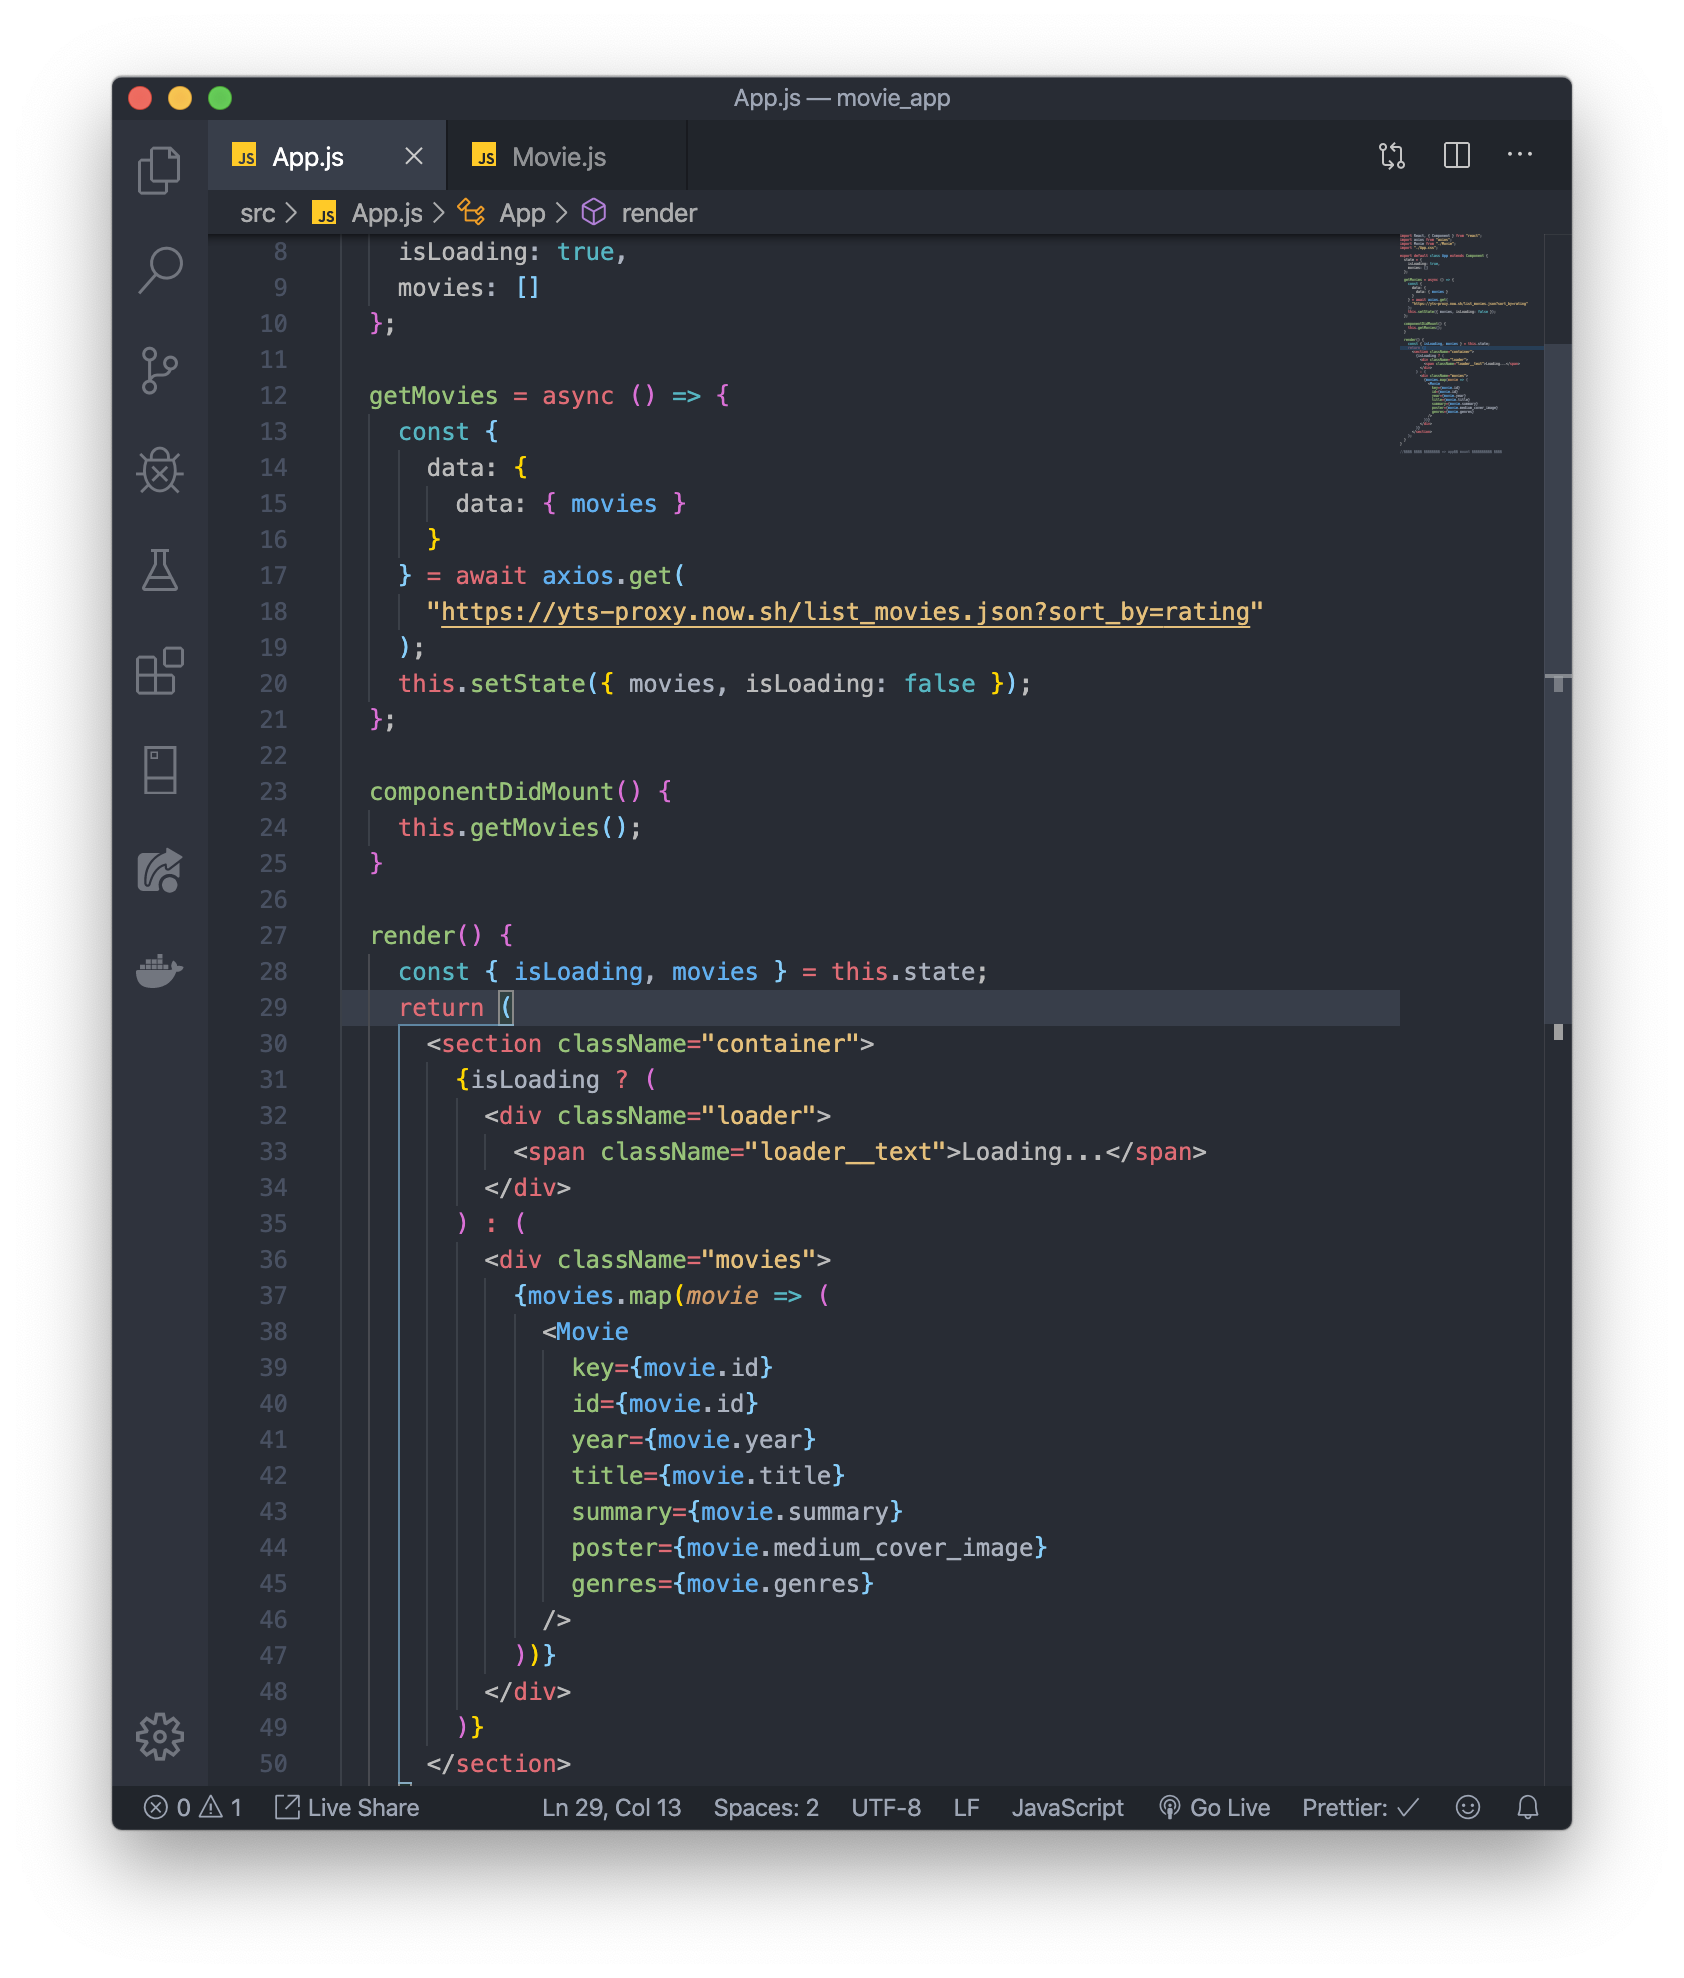 App.js — movie_app
JS App.js
JS Movie.js
src > JS App.js > App > render
8 isLoading: true,
9 movies: []
10 };
11
12 getMovies = async () => {
13 const {
14 data: {
15 data: { movies }
16 }
17 } = await axios.get(
18 "https://yts-proxy.now.sh/list_movies.json?sort_by=rating"
19 );
20 this.setState({ movies, isLoading: false });
21 };
22
23 componentDidMount() {
24 this.getMovies();
25 }
26
27 render() {
28 const { isLoading, movies } = this.state;
29 return (
30 <section className="container">
31 {isLoading ? (
32 <div className="loader">
33 <span className="loader__text">Loading...</span>
34 </div>
35 ) : (
36 <div className="movies">
37 {movies.map(movie => (
38 <Movie
39 key={movie.id}
40 id={movie.id}
41 year={movie.year}
42 title={movie.title}
43 summary={movie.summary}
44 poster={movie.medium_cover_image}
45 genres={movie.genres}
46 />
47 ))}
48 </div>
49 )}
50 </section>
0 1 Live Share Ln 29, Col 13 Spaces: 2 UTF-8 LF JavaScript Go Live Prettier: ✓